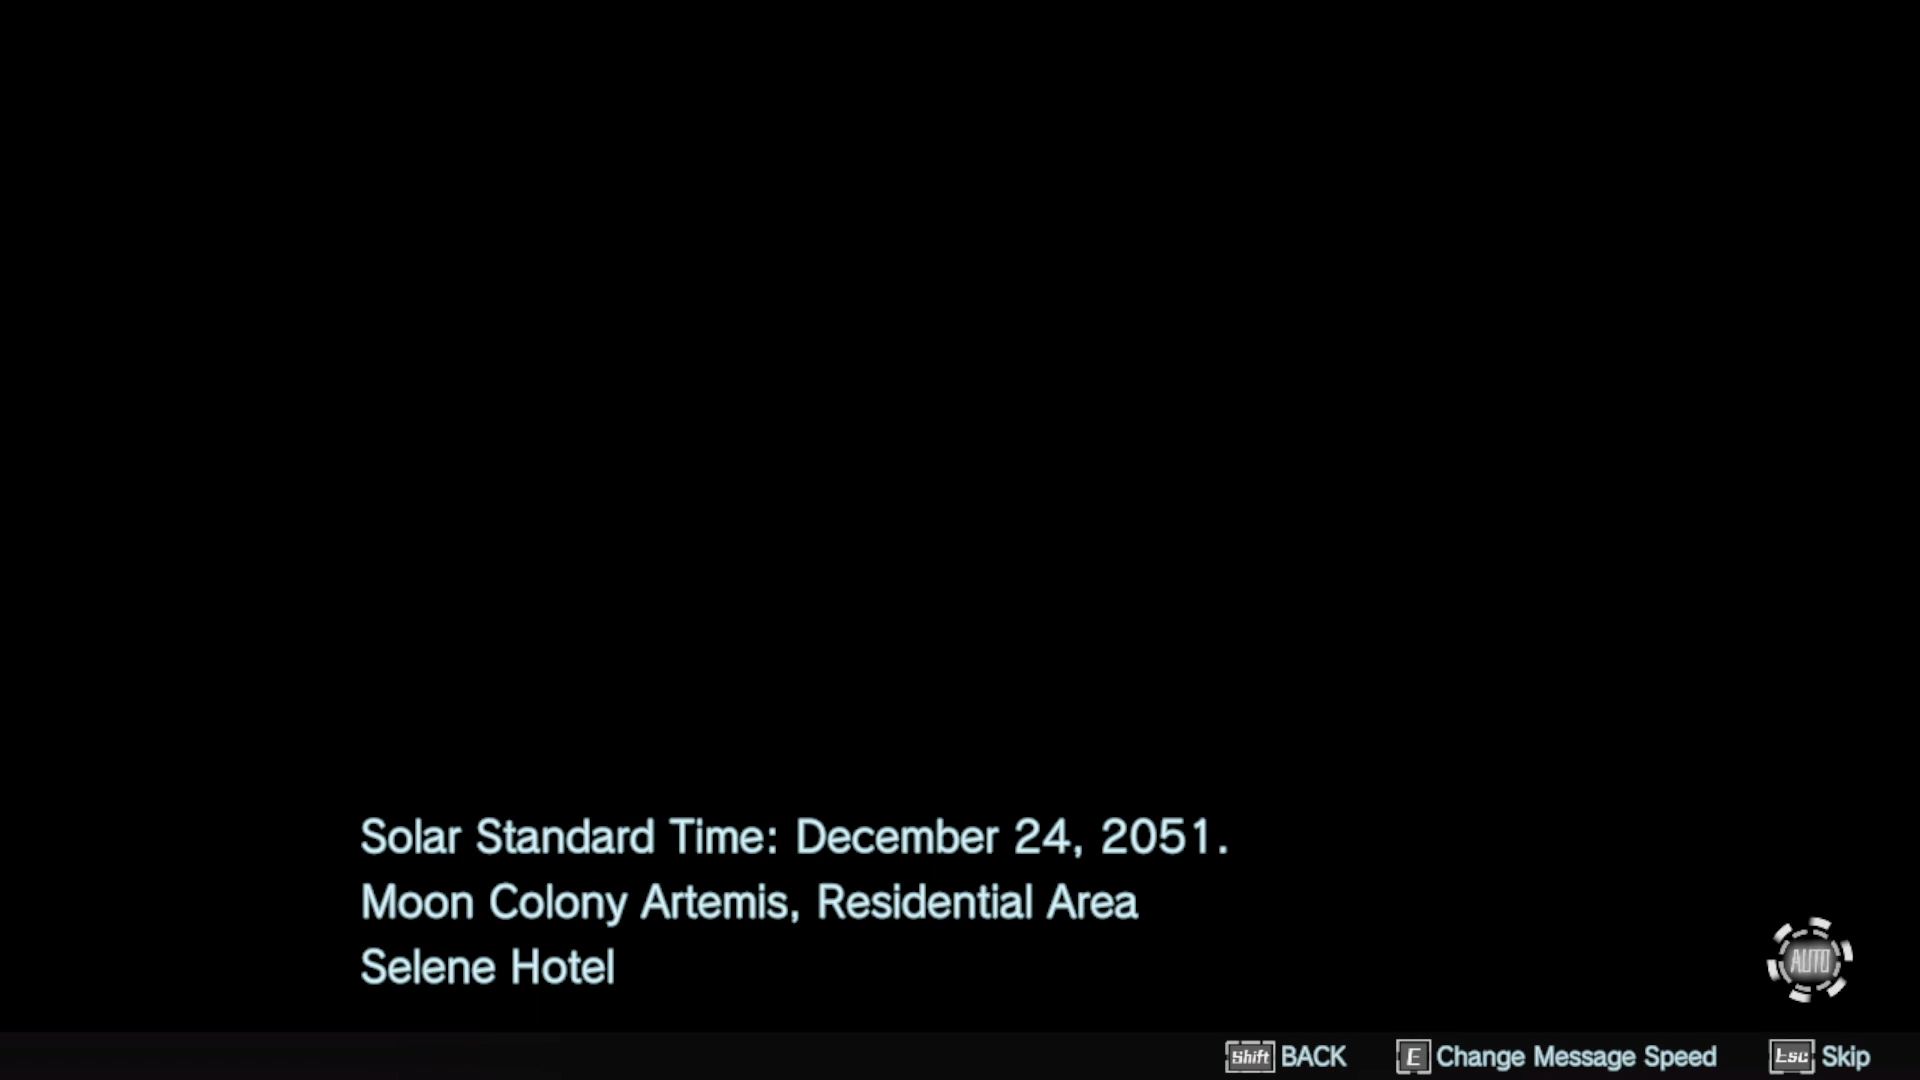 Solar Standard Time: December 24, 2051.
Moon Colony Artemis, Residential Area
Selene Hotel
AUTO
Shift BACK E Change Message Speed Esc Skip